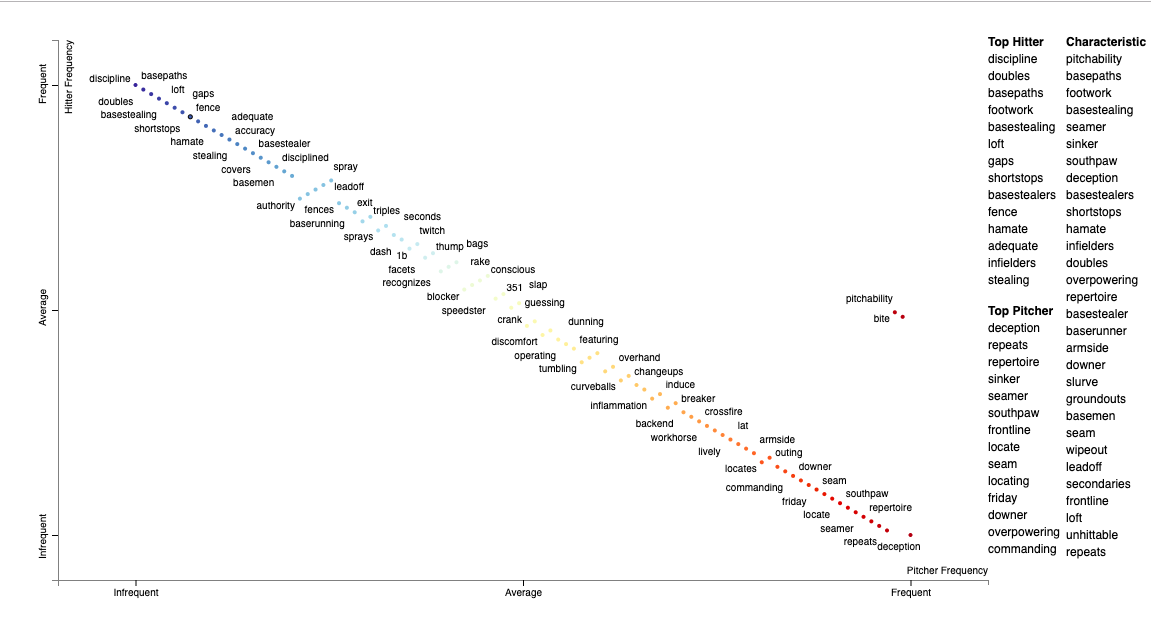 Frequent
Average
Infrequent
Hitter Frequency
discipline
basepaths
loft
gaps
doubles
fence
basestealing
adequate
shortstops
accuracy
hamate
basestealer
stealing
disciplined
covers
spray
basemen
leadoff
authority
fences
exit
triples
baserunning
seconds
sprays
twitch
dash
1b
thump
bags
facets
rake
recognizes
conscious
blocker
351
slap
speedster
guessing
crank
dunning
discomfort
featuring
operating
overhand
tumbling
changeups
curveballs
induce
inflammation
breaker
backend
crossfire
workhorse
lat
lively
armside
outing
locates
downer
commanding
seam
friday
southpaw
locate
repertoire
seamer
repeats
deception
pitchability
bite
Pitcher Frequency
Infrequent
Average
Frequent
Top Hitter
discipline
doubles
basepaths
footwork
basestealing
loft
gaps
shortstops
basestealers
fence
hamate
adequate
infielders
stealing
Top Pitcher
deception
repeats
repertoire
sinker
seamer
southpaw
frontline
locate
seam
locating
friday
downer
overpowering
commanding
Characteristic
pitchability
basepaths
footwork
basestealing
seamer
sinker
southpaw
deception
basestealers
shortstops
hamate
infielders
doubles
overpowering
repertoire
basestealer
baserunner
armside
downer
slurve
groundouts
basemen
seam
wipeout
leadoff
secondaries
frontline
loft
unhittable
repeats